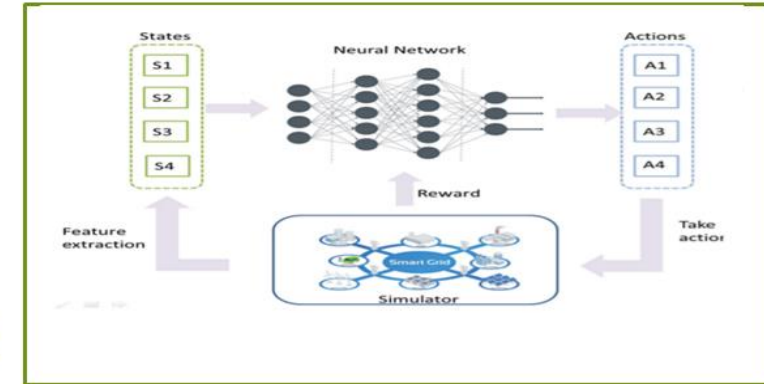 States
S1
S2
S3
S4
Neural Network
Actions
A1
A2
A3
A4
Reward
Feature
extraction
Take
action
Smart Grid
Simulator